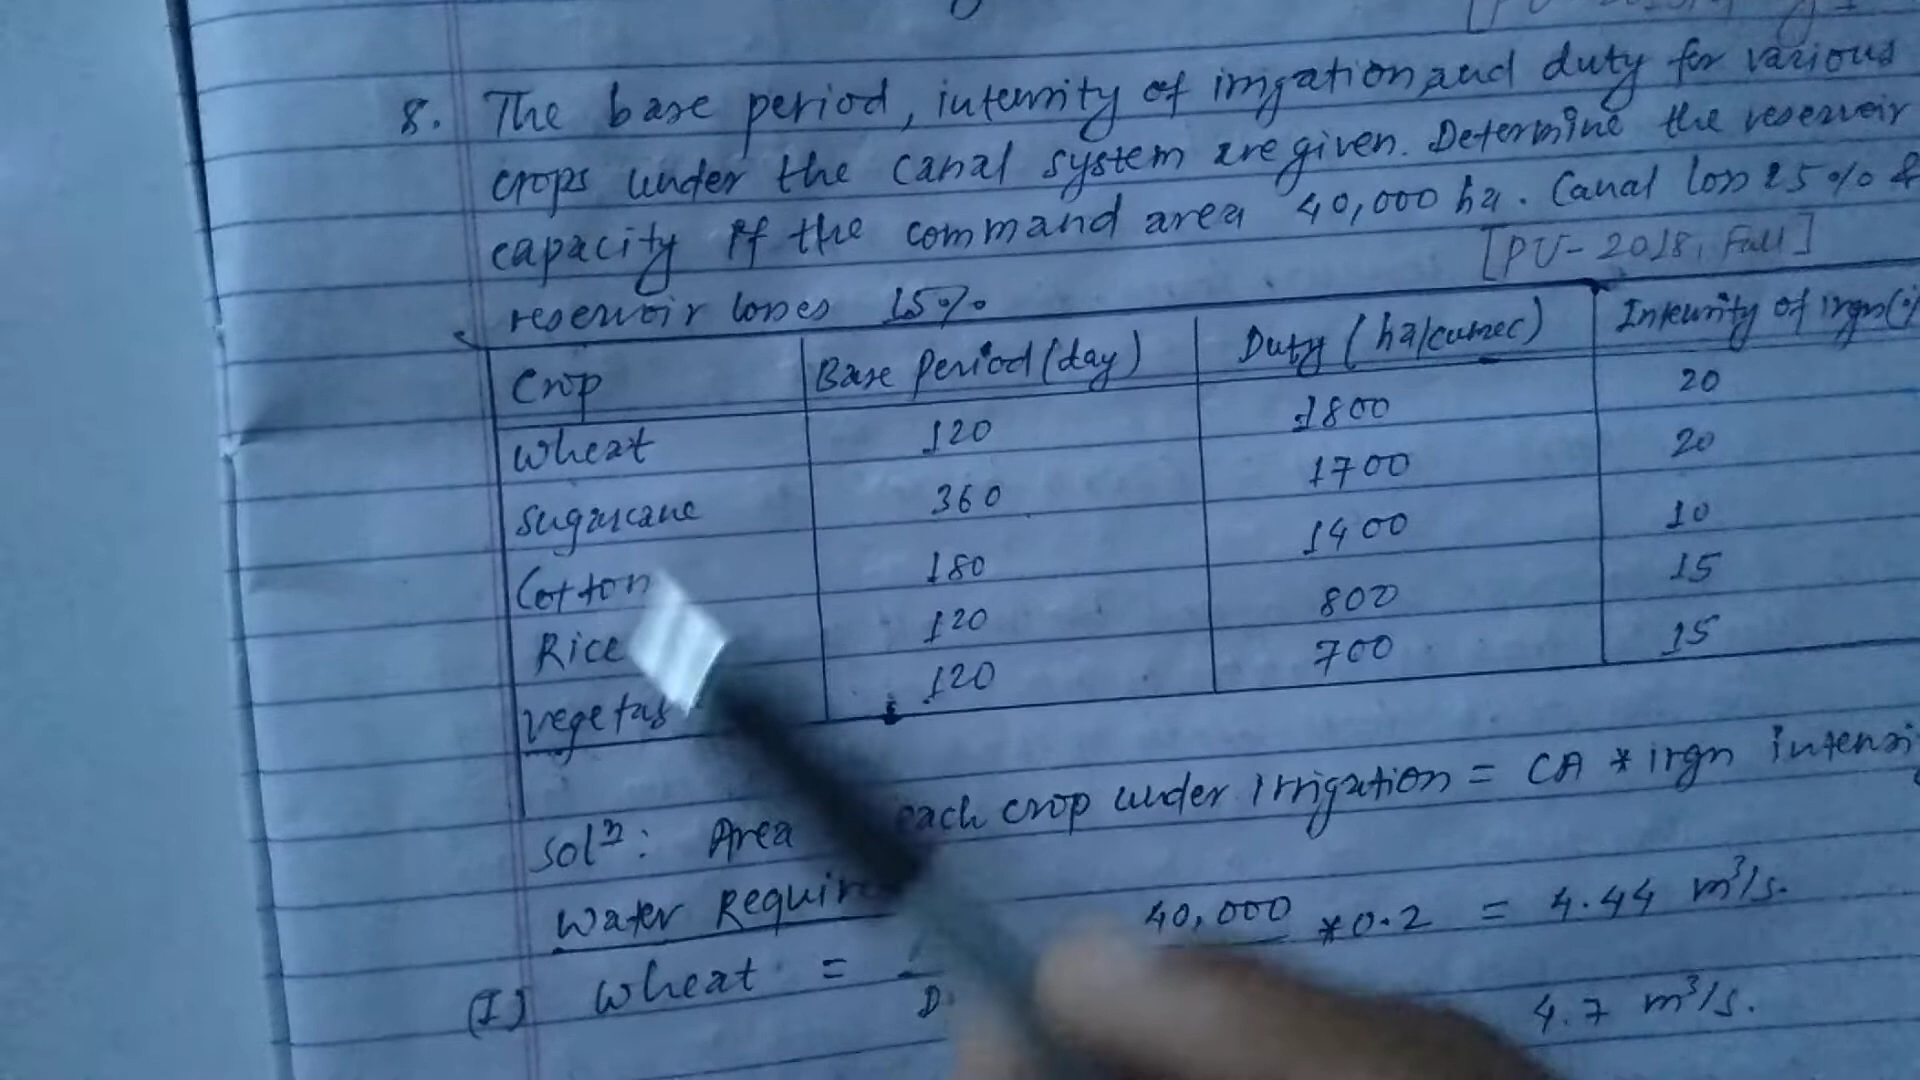 8. The base period, intensity of irrigation and duty for various
crops under the canal system are given. Determine the reservoir
capacity if the command area 40,000 ha. Canal loss 25% &
reservoir losses 15%
[PU-2018, Fall]
Crop Base Period (day) Duty (ha/cumec) Intensity of irgn(%
Wheat 120 1800 20
Sugarcane 360 1700 20
Cotton 180 1400 10
Rice 120 800 15
Vegetab 120 700 15
Solⁿ: Area each crop under irrigation = CA * irgn intensi
Water Require
(I) Wheat = D 40,000 *0.2 = 4.44 m³/s.
4.7 m³/s.